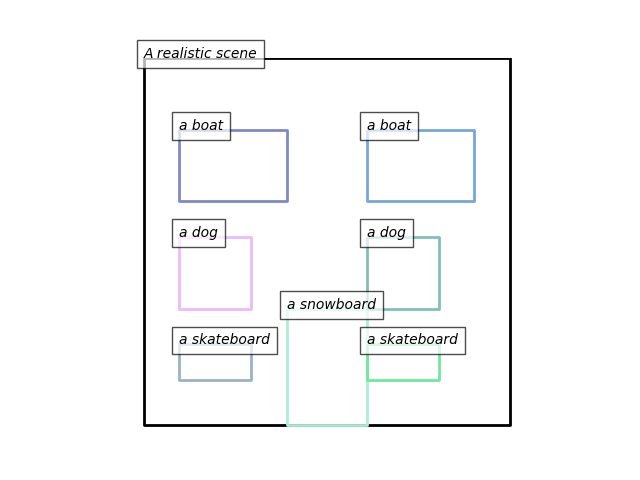 A realistic scene
a boat
a boat
a dog
a dog
a snowboard
a skateboard
a skateboard